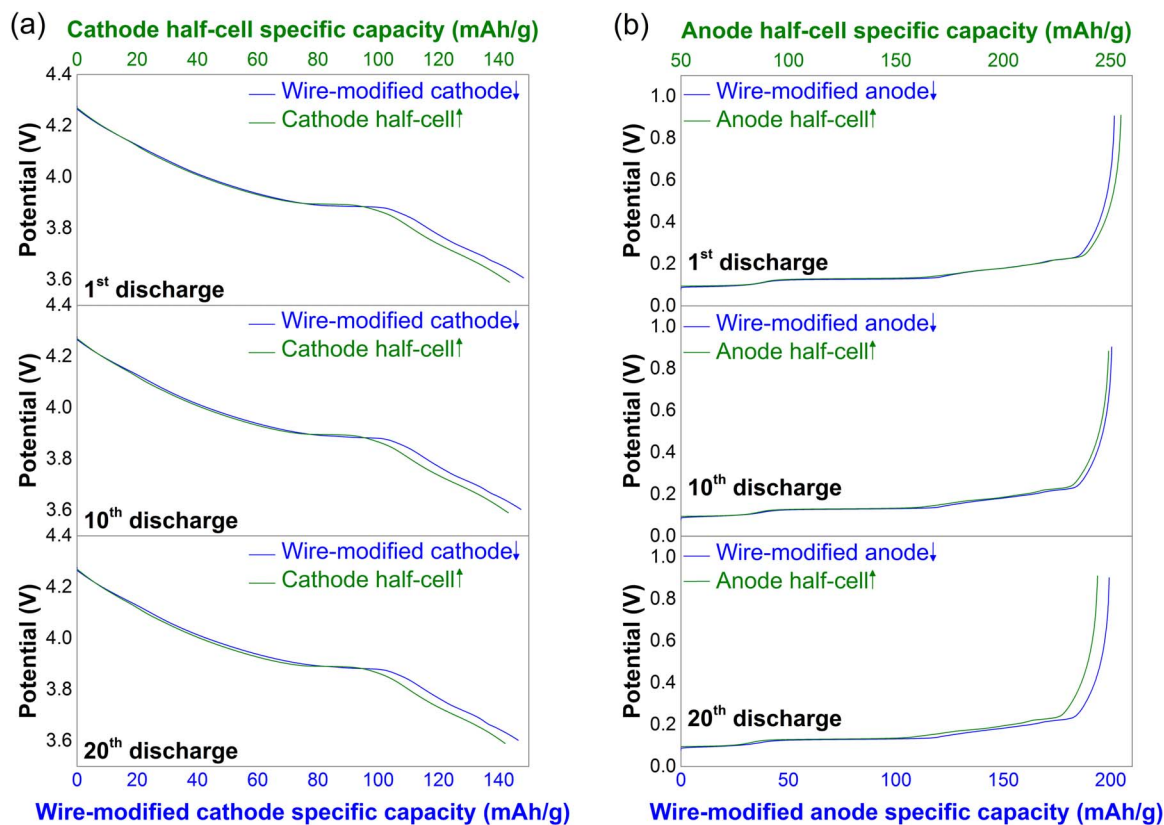 (a)
Cathode half-cell specific capacity (mAh/g)
0 20 40 60 80 100 120 140
4.4
4.2
4.0
3.8
3.6
Potential (V)
Wire-modified cathode↓
Cathode half-cell↑
1st discharge
4.4
4.2
4.0
3.8
3.6
Potential (V)
Wire-modified cathode↓
Cathode half-cell↑
10th discharge
4.4
4.2
4.0
3.8
3.6
Potential (V)
Wire-modified cathode↓
Cathode half-cell↑
20th discharge
0 20 40 60 80 100 120 140
Wire-modified cathode specific capacity (mAh/g)
(b)
Anode half-cell specific capacity (mAh/g)
50 100 150 200 250
1.0
0.8
0.6
0.4
0.2
0.0
Potential (V)
Wire-modified anode↓
Anode half-cell↑
1st discharge
1.0
0.8
0.6
0.4
0.2
0.0
Potential (V)
Wire-modified anode↓
Anode half-cell↑
10th discharge
1.0
0.8
0.6
0.4
0.2
0.0
Potential (V)
Wire-modified anode↓
Anode half-cell↑
20th discharge
0 50 100 150 200
Wire-modified anode specific capacity (mAh/g)